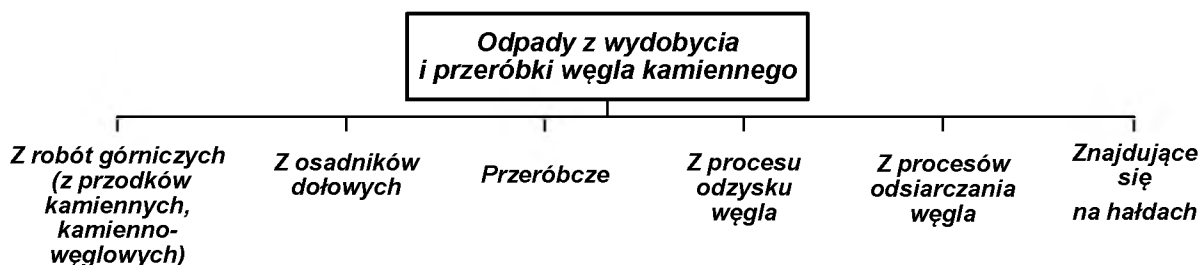 Odpady z wydobycia
i przeróbki węgla kamiennego
Z robót górniczych
(z przodków
kamiennych,
kamienno-
węglowych)
Z osadników
dołowych
Przeróbcze
Z procesu
odzysku
węgla
Z procesów
odsiarczania
węgla
Znajdujące
się
na hałdach